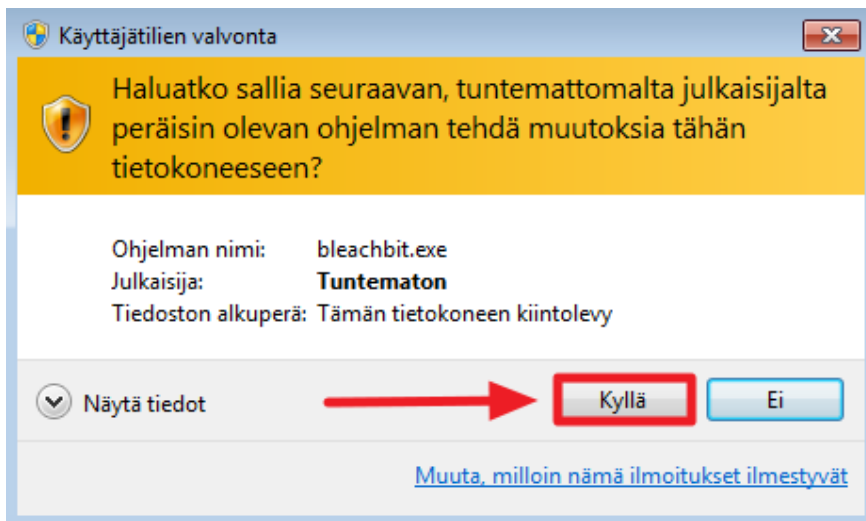 Käyttäjätilien valvonta
Haluatko sallia seuraavan, tuntemattomalta julkaisijalta
peräisin olevan ohjelman tehdä muutoksia tähän
tietokoneeseen?
Ohjelman nimi: bleachbit.exe
Julkaisija: Tuntematon
Tiedoston alkuperä: Tämän tietokoneen kiintolevy
Näytä tiedot Kyllä Ei
Muuta, milloin nämä ilmoitukset ilmestyvät